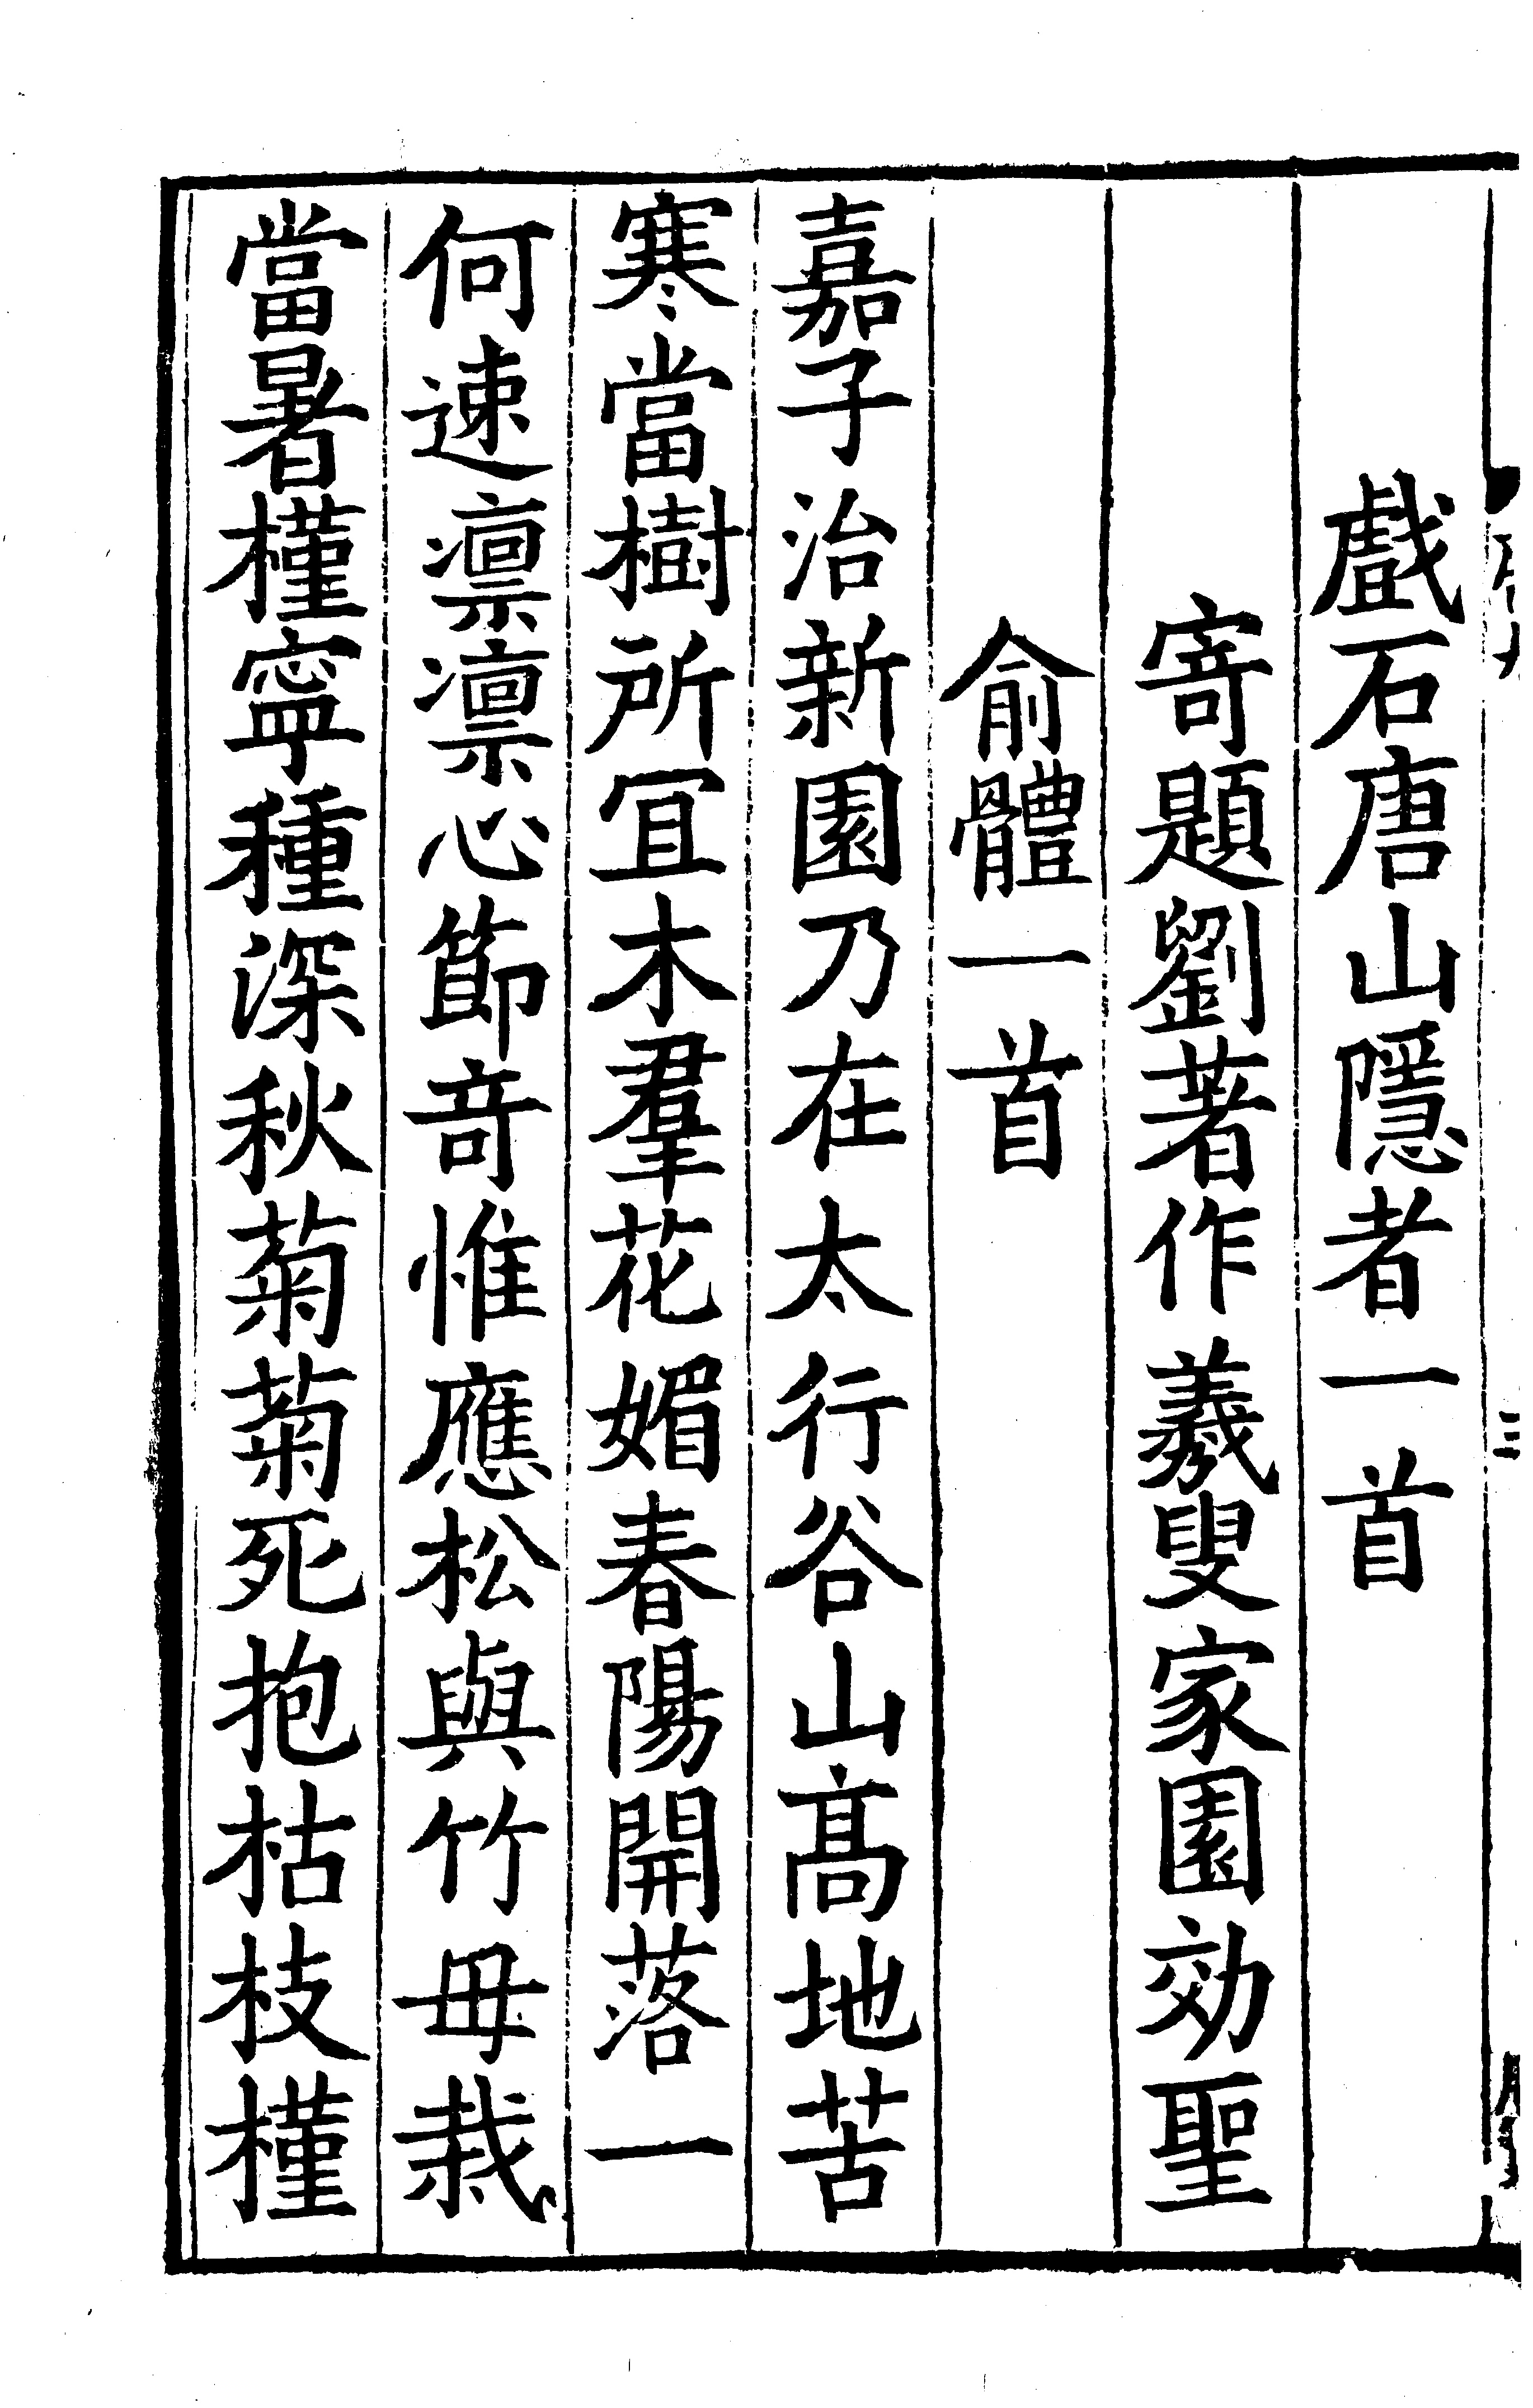 戲石唐山隱者一首
寄題劉著作羲叟家園効聖
俞體一首
嘉子治新園乃在太行谷山髙地苦
寒當樹所宜木羣花媚春陽開落一
何速凛凛心節竒惟應松與竹毋栽
當暑槿寧種深秋菊菊死抱枯枝槿